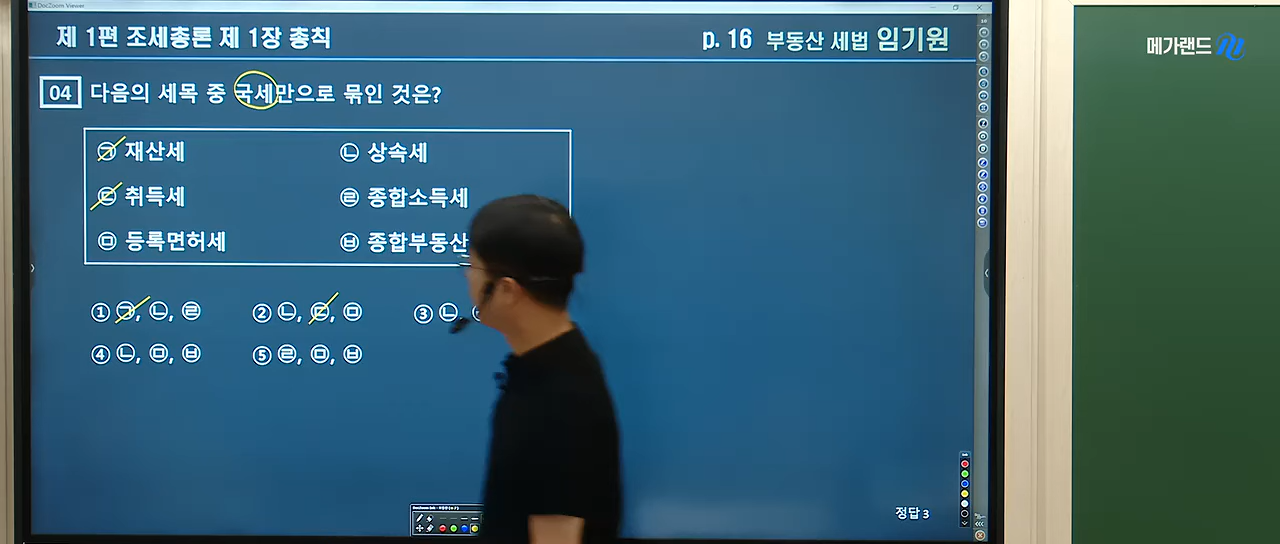 DocZoom Viewer
제 1편 조세총론 제 1장 총칙
p. 16 부동산 세법 임기원
메가랜드
04 다음의 세목 중 국세만으로 묶인 것은?
㉠ 재산세 ㉡ 상속세
㉢ 취득세 ㉣ 종합소득세
㉤ 등록면허세 ㉥ 종합부동산
① ㉠, ㉡, ㉣ ② ㉡, ㉢, ㉤ ③ ㉡,
④ ㉡, ㉤, ㉥ ⑤ ㉣, ㉤, ㉥
정답 3